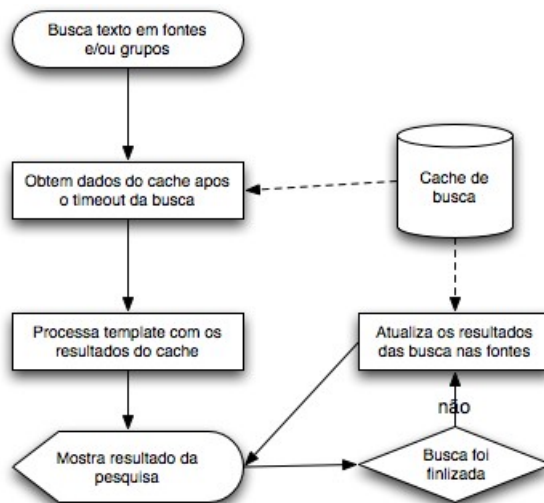 Busca texto em fontes
e/ou grupos
Obtem dados do cache apos
o timeout da busca
Cache de
busca
Processa template com os
resultados do cache
Atualiza os resultados
das busca nas fontes
não
Mostra resultado da
pesquisa
Busca foi
finlizada